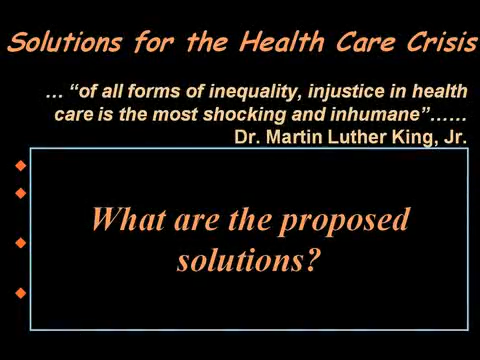 Solutions for the Health Care Crisis
… “of all forms of inequality, injustice in health
care is the most shocking and inhumane”……
Dr. Martin Luther King, Jr.
What are the proposed
solutions?